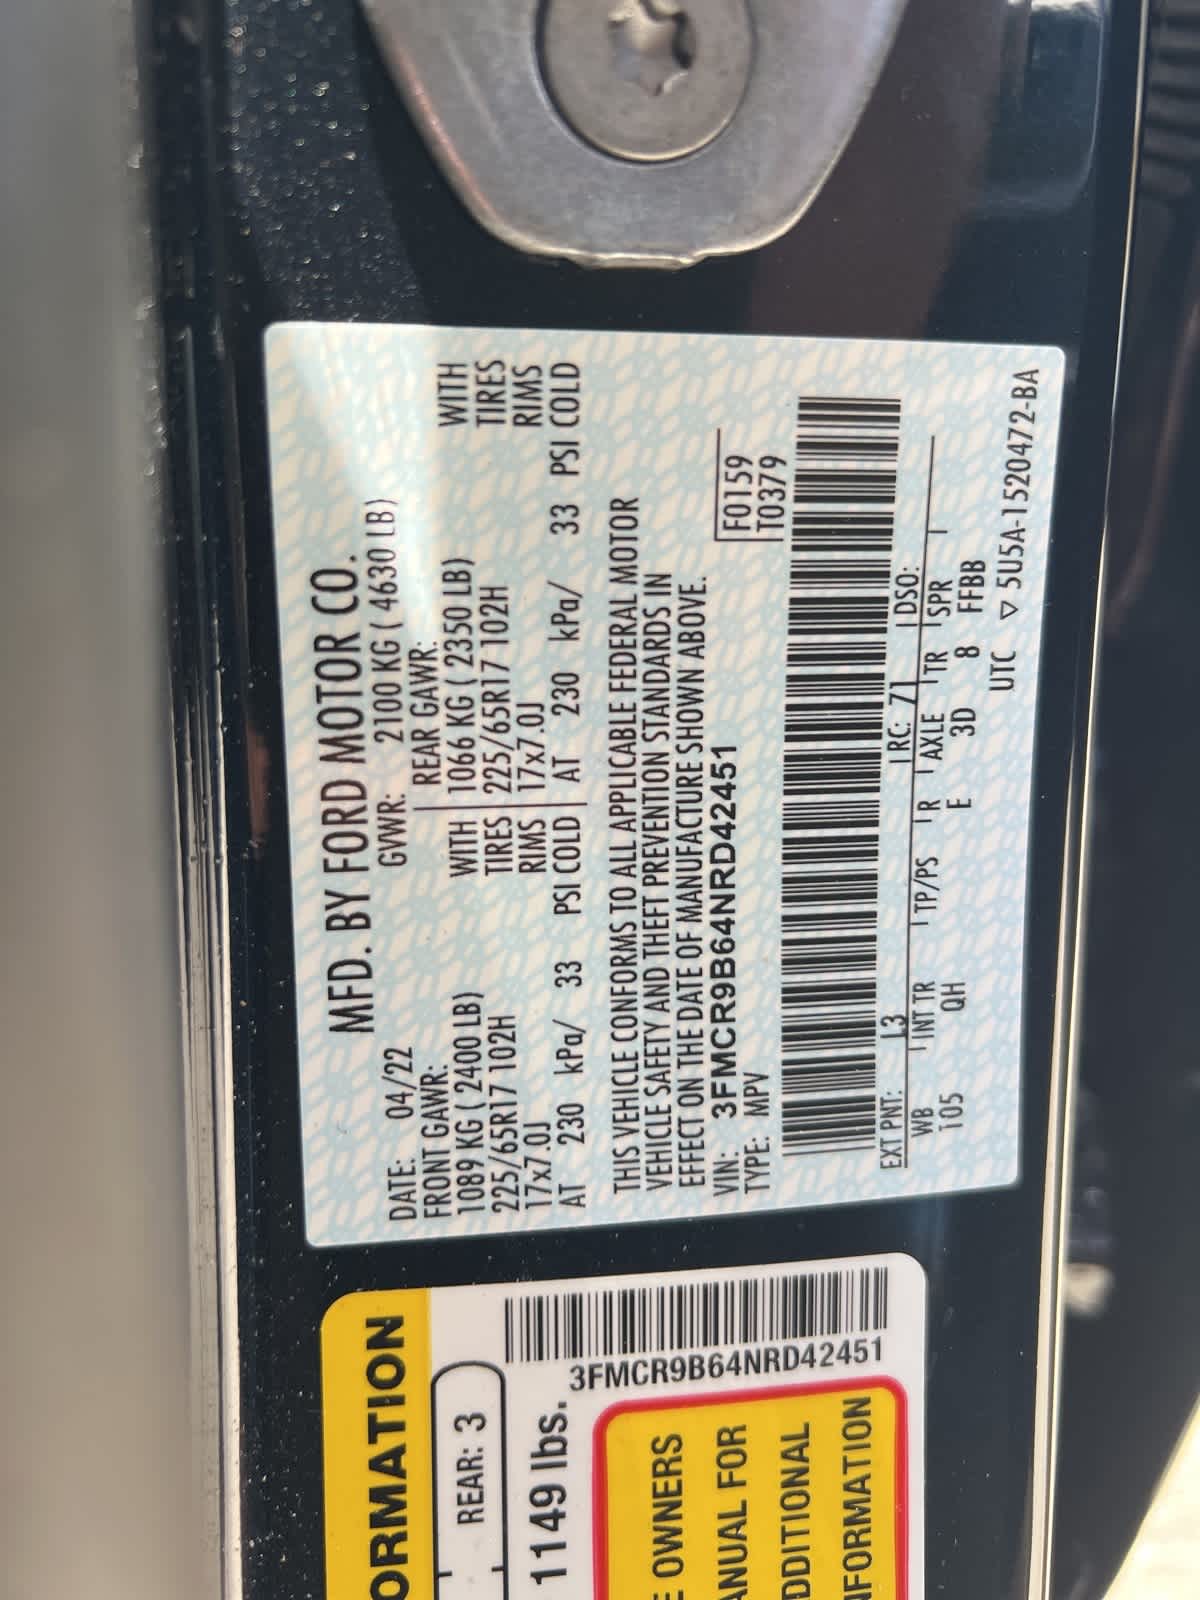 MFD. BY FORD MOTOR CO.
DATE: 04/22 GVWR: 2100 KG ( 4630 LB)
FRONT GAWR: REAR GAWR:
1089 KG ( 2400 LB) WITH 1066 KG ( 2350 LB) WITH
225/65R17 102H TIRES 225/65R17 102H TIRES
17x7.0J RIMS 17x7.0J RIMS
AT 230 kPa/ 33 PSI COLD AT 230 kPa/ 33 PSI COLD
THIS VEHICLE CONFORMS TO ALL APPLICABLE FEDERAL MOTOR
VEHICLE SAFETY AND THEFT PREVENTION STANDARDS IN
EFFECT ON THE DATE OF MANUFACTURE SHOWN ABOVE.
VIN: 3FMCR9B64NRD42451 F0159
TYPE: MPV T0379
EXT PNT: L3 RC: 71 DSO:
WB INT TR TP/PS R AXLE TR SPR
105 QH E 3D 8 FFBB
UTC ▽ 5U5A-1520472-BA
ORMATION
REAR: 3
1149 lbs.
3FMCR9B64NRD42451
E OWNERS
ANUAL FOR
DDITIONAL
NFORMATION